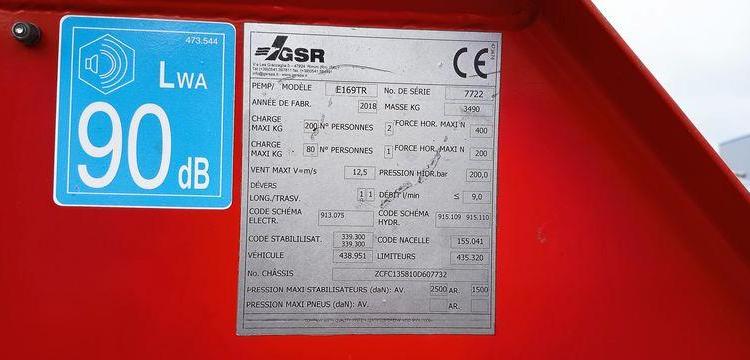 473.544
LWA
90 dB
GSR
CE
PEMP/ MODÈLE E169TR No. DE SÉRIE 7722
ANNÉE DE FABR. 2018 MASSE KG 3490
CHARGE MAXI KG 200 N° PERSONNES 2 FORCE HOR. MAXI N 400
CHARGE MAXI KG 80 N° PERSONNES 1 FORCE HOR. MAXI N 200
VENT MAXI V=m/s 12,5 PRESSION HIDR.bar 200,0
DÉVERS LONG./TRASV. 1 1 DÉBIT l/min ≤ 9,0
CODE SCHÉMA ELECTR. 913.075 CODE SCHÉMA HYDR. 915.109 915.110
CODE STABILILISAT. 339.300 339.300 CODE NACELLE 155.041
VÉHICULE 438.951 LIMITEURS 435.320
No. CHÂSSIS ZCFC135810D607732
PRESSION MAXI STABILISATEURS (daN): AV. 2500 AR. 1500
PRESSION MAXI PNEUS (daN): AV. AR.